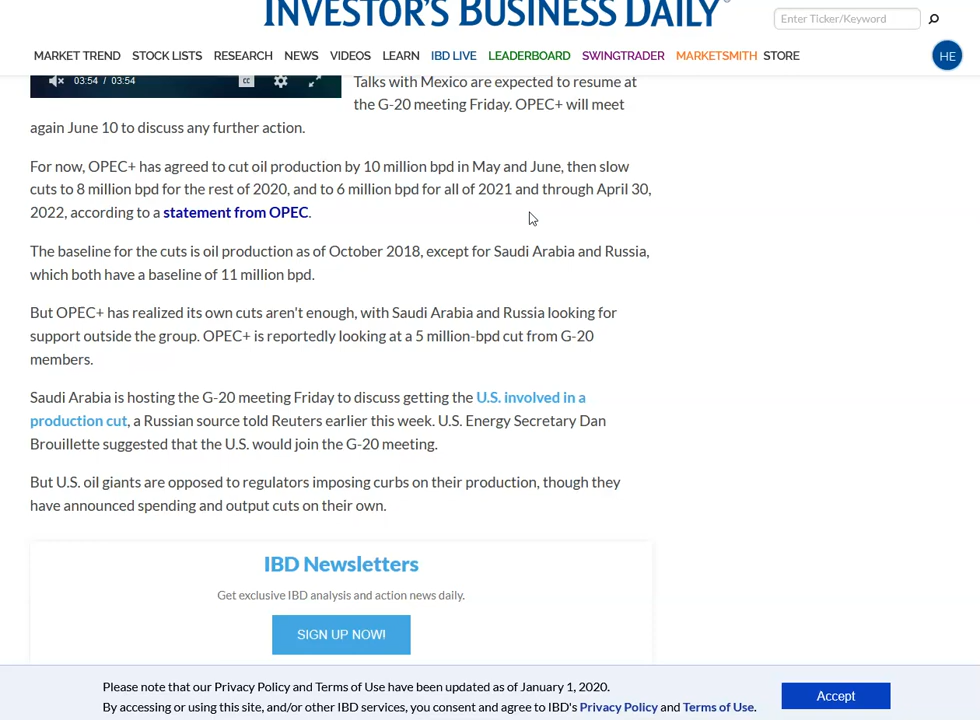 INVESTOR'S BUSINESS DAILY®
Enter Ticker/Keyword
MARKET TREND STOCK LISTS RESEARCH NEWS VIDEOS LEARN IBD LIVE LEADERBOARD SWINGTRADER MARKETSMITH STORE
HE
03:54 / 03:54
CC
Talks with Mexico are expected to resume at
the G-20 meeting Friday. OPEC+ will meet
again June 10 to discuss any further action.
For now, OPEC+ has agreed to cut oil production by 10 million bpd in May and June, then slow
cuts to 8 million bpd for the rest of 2020, and to 6 million bpd for all of 2021 and through April 30,
2022, according to a statement from OPEC.
The baseline for the cuts is oil production as of October 2018, except for Saudi Arabia and Russia,
which both have a baseline of 11 million bpd.
But OPEC+ has realized its own cuts aren't enough, with Saudi Arabia and Russia looking for
support outside the group. OPEC+ is reportedly looking at a 5 million-bpd cut from G-20
members.
Saudi Arabia is hosting the G-20 meeting Friday to discuss getting the U.S. involved in a
production cut, a Russian source told Reuters earlier this week. U.S. Energy Secretary Dan
Brouillette suggested that the U.S. would join the G-20 meeting.
But U.S. oil giants are opposed to regulators imposing curbs on their production, though they
have announced spending and output cuts on their own.
IBD Newsletters
Get exclusive IBD analysis and action news daily.
SIGN UP NOW!
Please note that our Privacy Policy and Terms of Use have been updated as of January 1, 2020.
By accessing or using this site, and/or other IBD services, you consent and agree to IBD's Privacy Policy and Terms of Use.
Accept